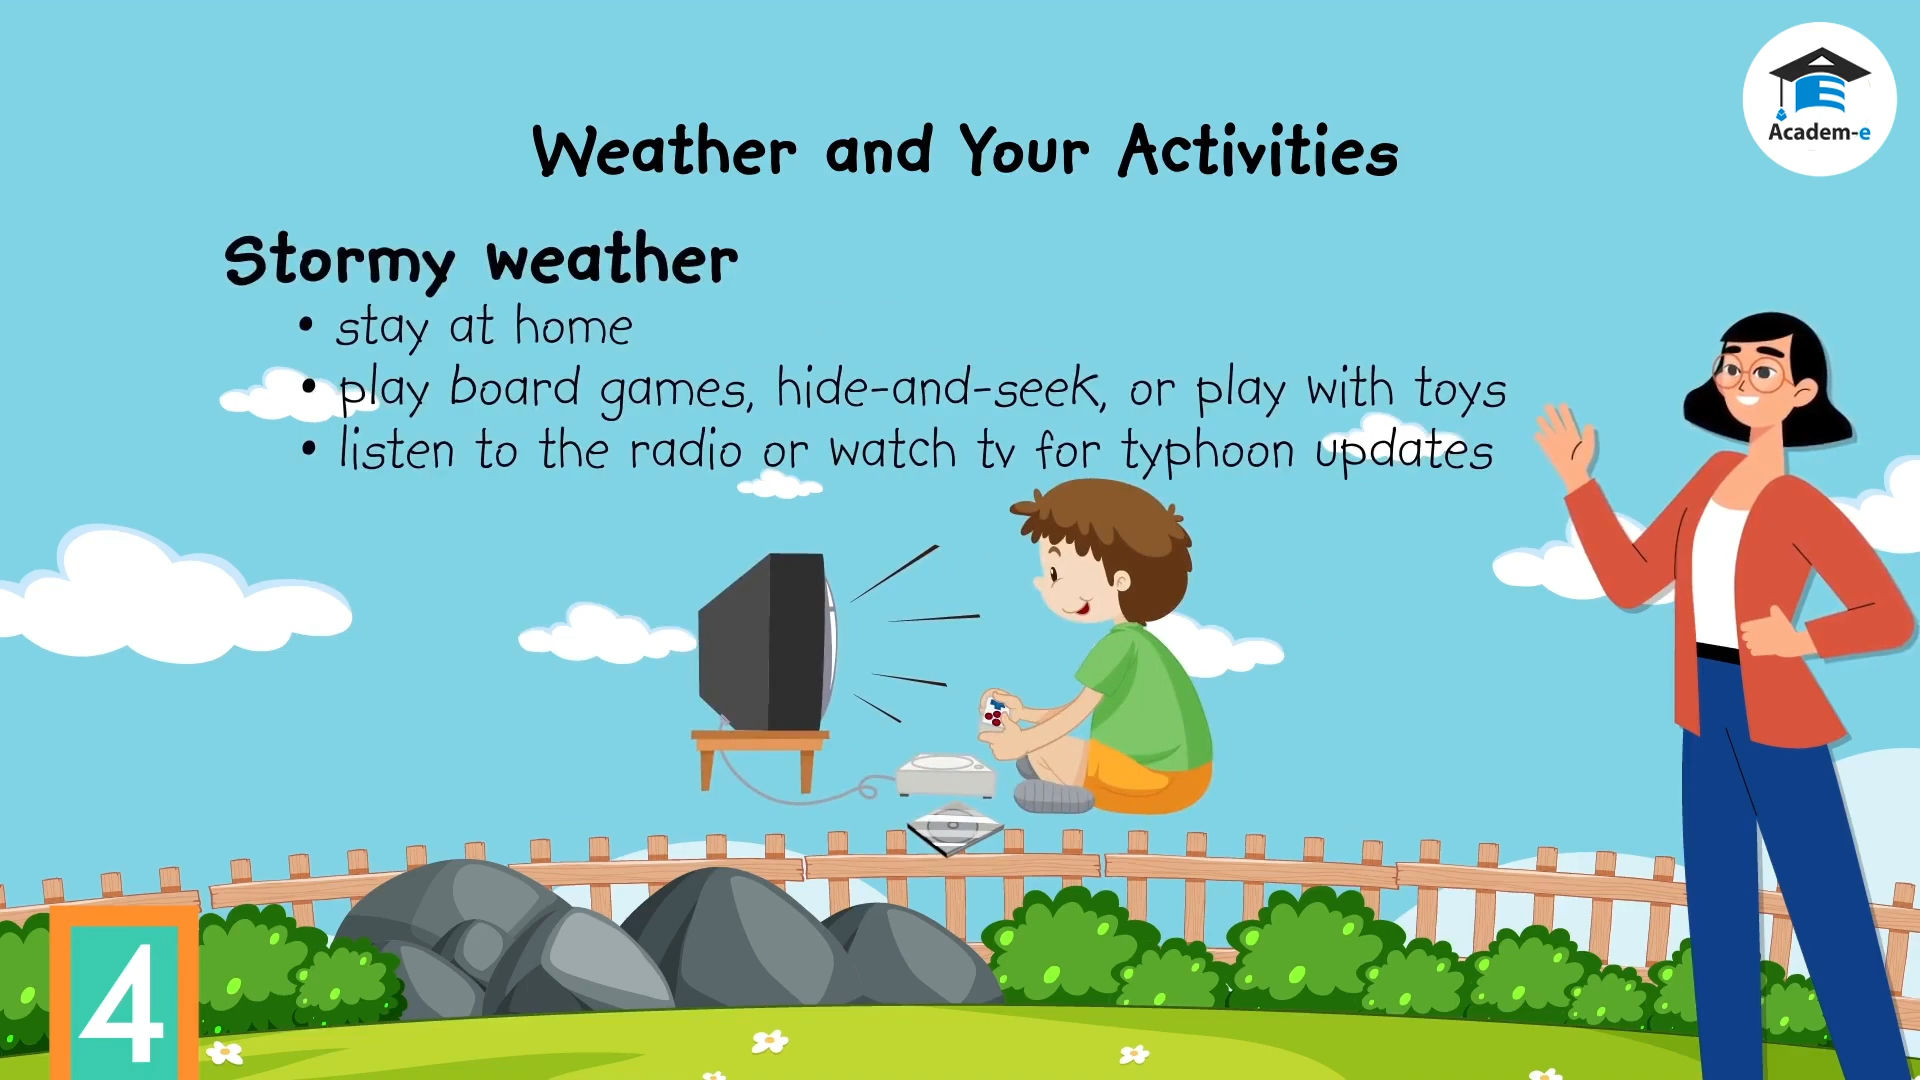 Academ-e
Weather and Your Activities
Stormy weather
• stay at home
• play board games, hide-and-seek, or play with toys
• listen to the radio or watch tv for typhoon updates
4